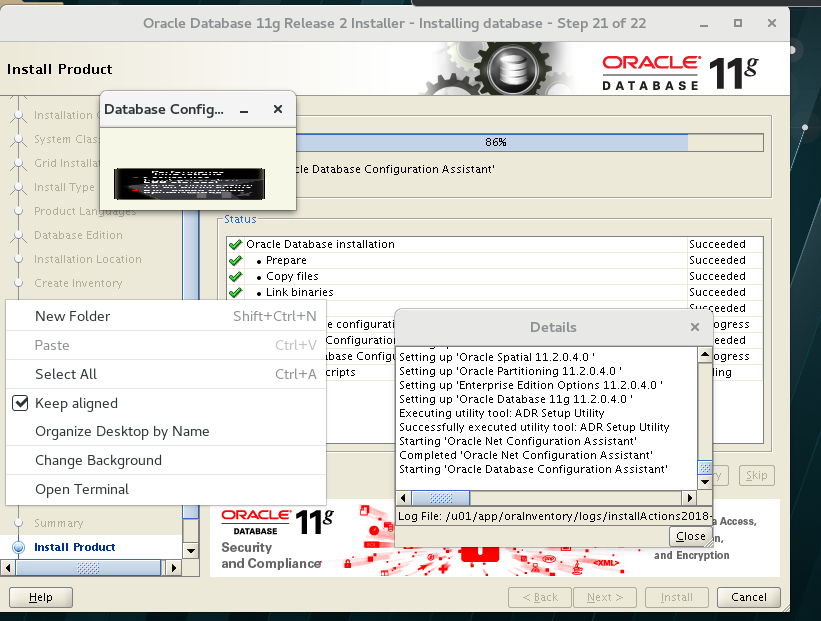 Oracle Database 11g Release 2 Installer - Installing database - Step 21 of 22
Install Product
ORACLE
DATABASE
11g
Database Config...
Installation
System Clas
Grid Installat
Install Type
Product Languages
Database Edition
Installation Location
Create Inventory
86%
cle Database Configuration Assistant'
Status
Oracle Database installation Succeeded
• Prepare Succeeded
• Copy files Succeeded
• Link binaries Succeeded
Succeeded
e configurati
ogress
Configuration
base Configu
ogress
cripts
ling
New Folder Shift+Ctrl+N
Paste Ctrl+V
Select All Ctrl+A
Keep aligned
Organize Desktop by Name
Change Background
Open Terminal
Details
Setting up 'Oracle Spatial 11.2.0.4.0 '
Setting up 'Oracle Partitioning 11.2.0.4.0 '
Setting up 'Enterprise Edition Options 11.2.0.4.0 '
Setting up 'Oracle Database 11g 11.2.0.4.0 '
Executing utility tool: ADR Setup Utility
Successfully executed utility tool: ADR Setup Utility
Starting 'Oracle Net Configuration Assistant'
Completed 'Oracle Net Configuration Assistant'
Starting 'Oracle Database Configuration Assistant'
Log File: /u01/app/oraInventory/logs/installActions2018-
Close
ry
Skip
Summary
Install Product
ORACLE
DATABASE
11g
Security
and Compliance
<XML>
a Access,
n,
and Encryption
Help
< Back
Next >
Install
Cancel